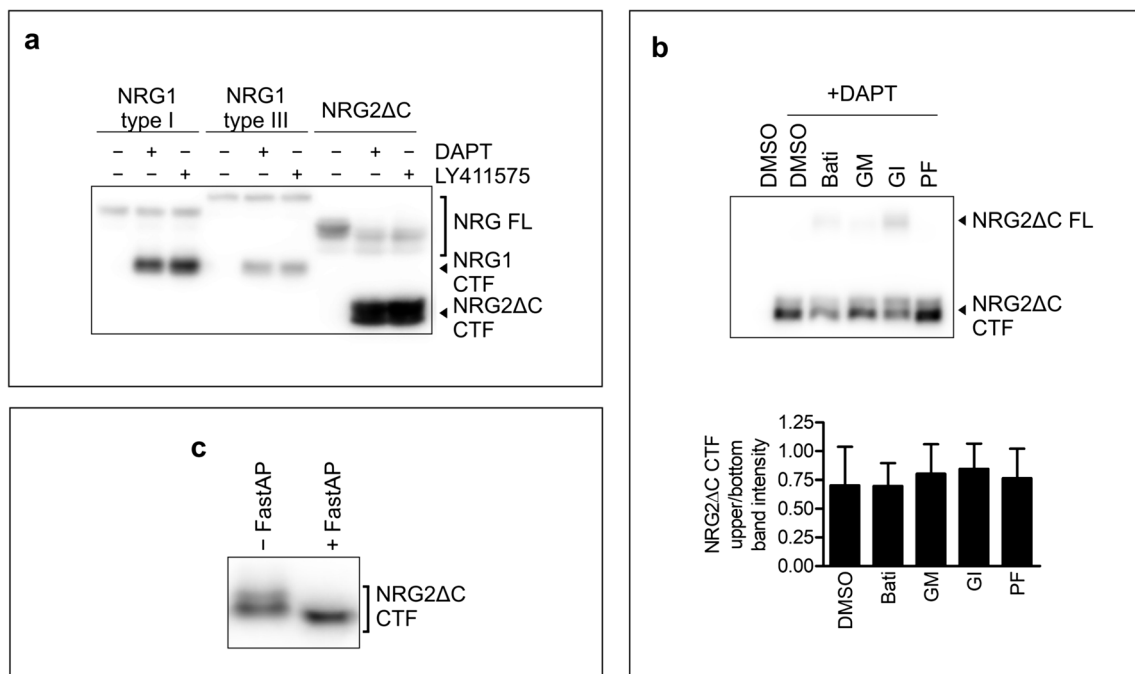 a
NRG1
type I
NRG1
type III
NRG2ΔC
– + – – + – – + – DAPT
– – + – – + – – + LY411575
NRG FL
NRG1
CTF
NRG2ΔC
CTF
b
+DAPT
DMSO
DMSO
Bati
GM
GI
PF
NRG2ΔC FL
NRG2ΔC
CTF
NRG2ΔC CTF
upper/bottom
band intensity
1.25
1.00
0.75
0.50
0.25
0.00
DMSO
Bati
GM
GI
PF
c
– FastAP
+ FastAP
NRG2ΔC
CTF